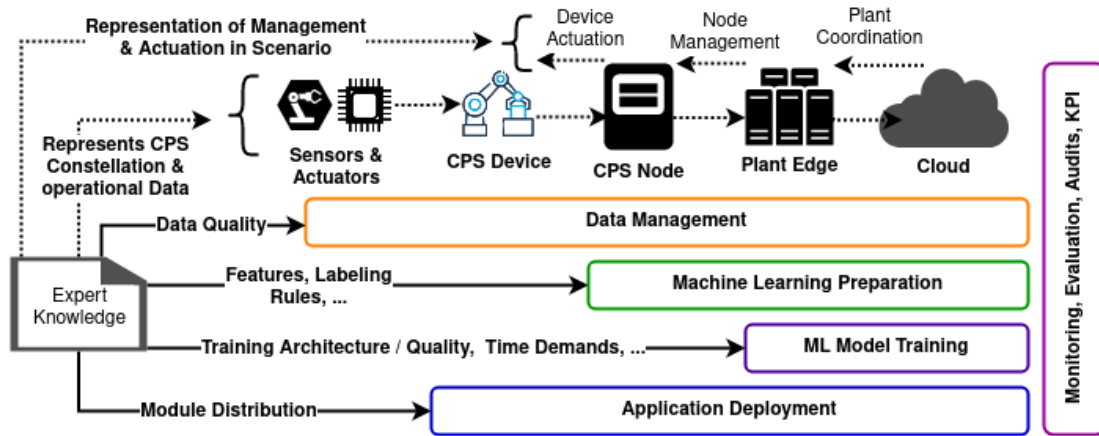 Representation of Management
& Actuation in Scenario
Device
Actuation
Node
Management
Plant
Coordination
Represents CPS
Constellation &
operational Data
Sensors &
Actuators
CPS Device
CPS Node
Plant Edge
Cloud
Data Quality
Data Management
Expert
Knowledge
Features, Labeling
Rules, ...
Machine Learning Preparation
Training Architecture / Quality, Time Demands, ...
ML Model Training
Module Distribution
Application Deployment
Monitoring, Evaluation, Audits, KPI